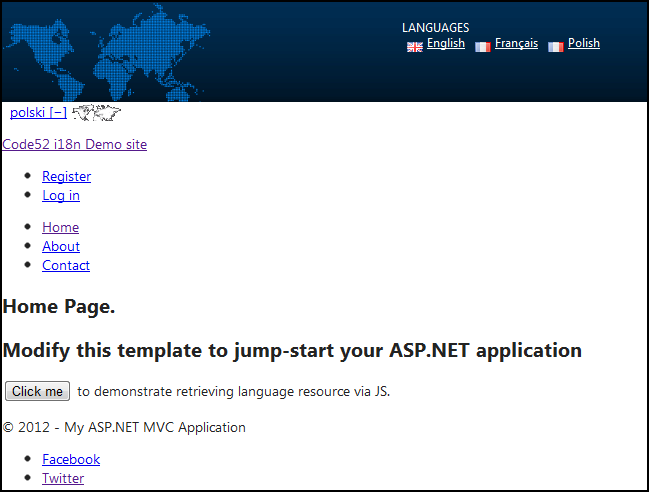 LANGUAGES
English Français Polish
polski [−]
Code52 i18n Demo site
Register
Log in
Home
About
Contact
Home Page.
Modify this template to jump-start your ASP.NET application
Click me to demonstrate retrieving language resource via JS.
© 2012 - My ASP.NET MVC Application
Facebook
Twitter